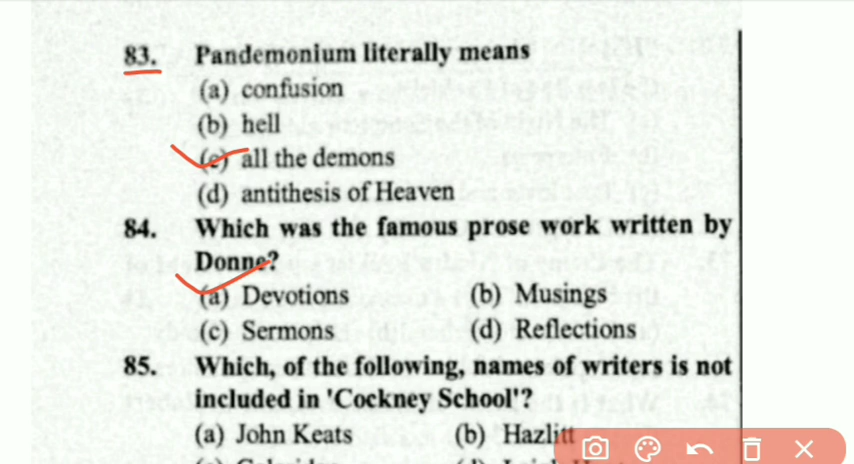 83. Pandemonium literally means
(a) confusion
(b) hell
(c) all the demons
(d) antithesis of Heaven
84. Which was the famous prose work written by
Donne?
(a) Devotions (b) Musings
(c) Sermons (d) Reflections
85. Which, of the following, names of writers is not
included in 'Cockney School'?
(a) John Keats (b) Hazlitt